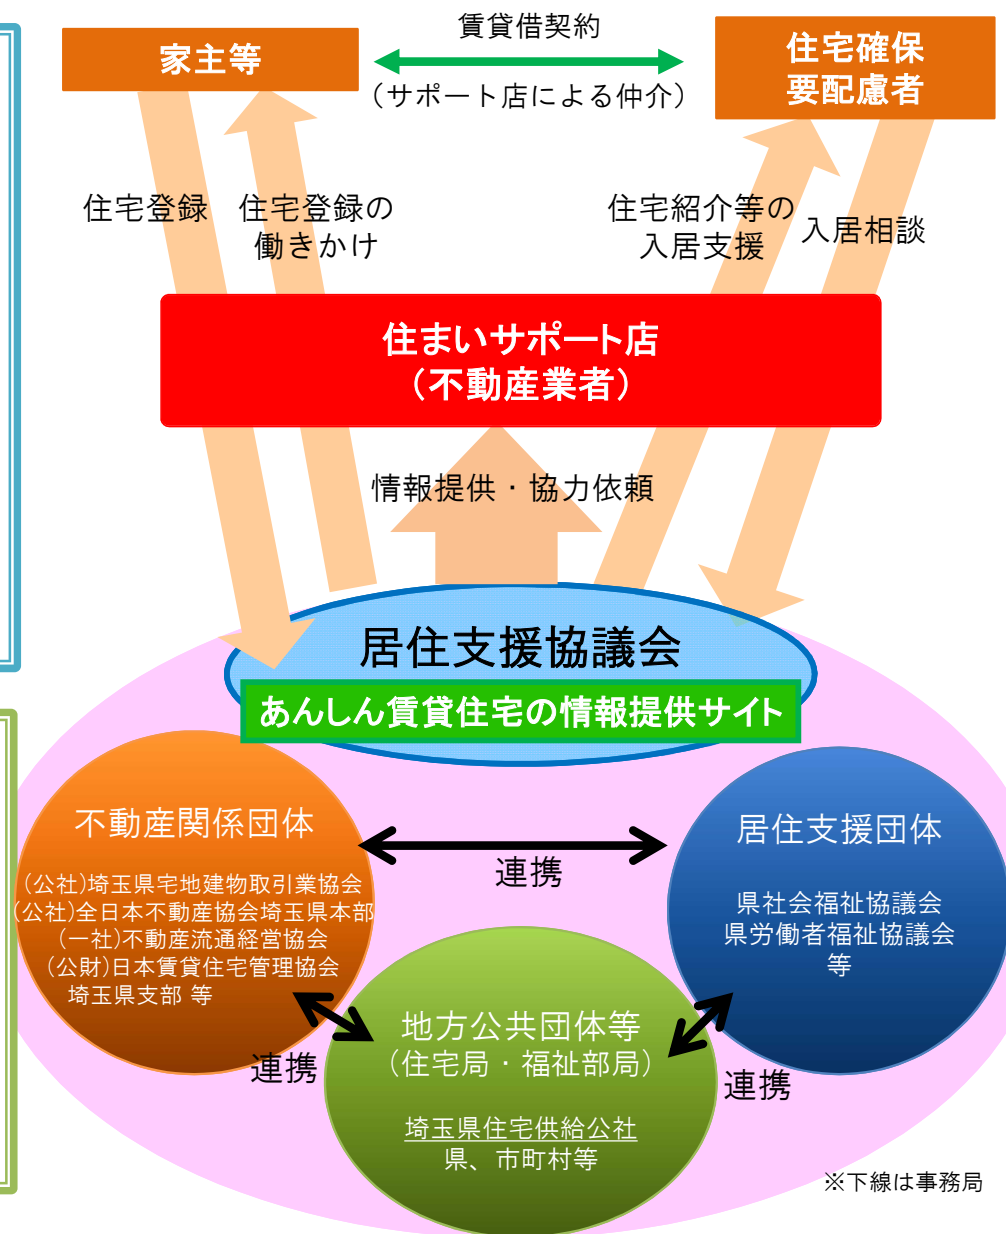 賃貸借契約
家主等
住宅確保
要配慮者
（サポート店による仲介）
住宅登録
住宅登録の
働きかけ
住宅紹介等の
入居支援
入居相談
住まいサポート店
（不動産業者）
情報提供・協力依頼
居住支援協議会
あんしん賃貸住宅の情報提供サイト
不動産関係団体
(公社)埼玉県宅地建物取引業協会
(公社)全日本不動産協会埼玉県本部
(一社)不動産流通経営協会
(公財)日本賃貸住宅管理協会
埼玉県支部 等
連携
居住支援団体
県社会福祉協議会
県労働者福祉協議会
等
連携
地方公共団体等
（住宅局・福祉部局）
埼玉県住宅供給公社
県、市町村等
連携
※下線は事務局